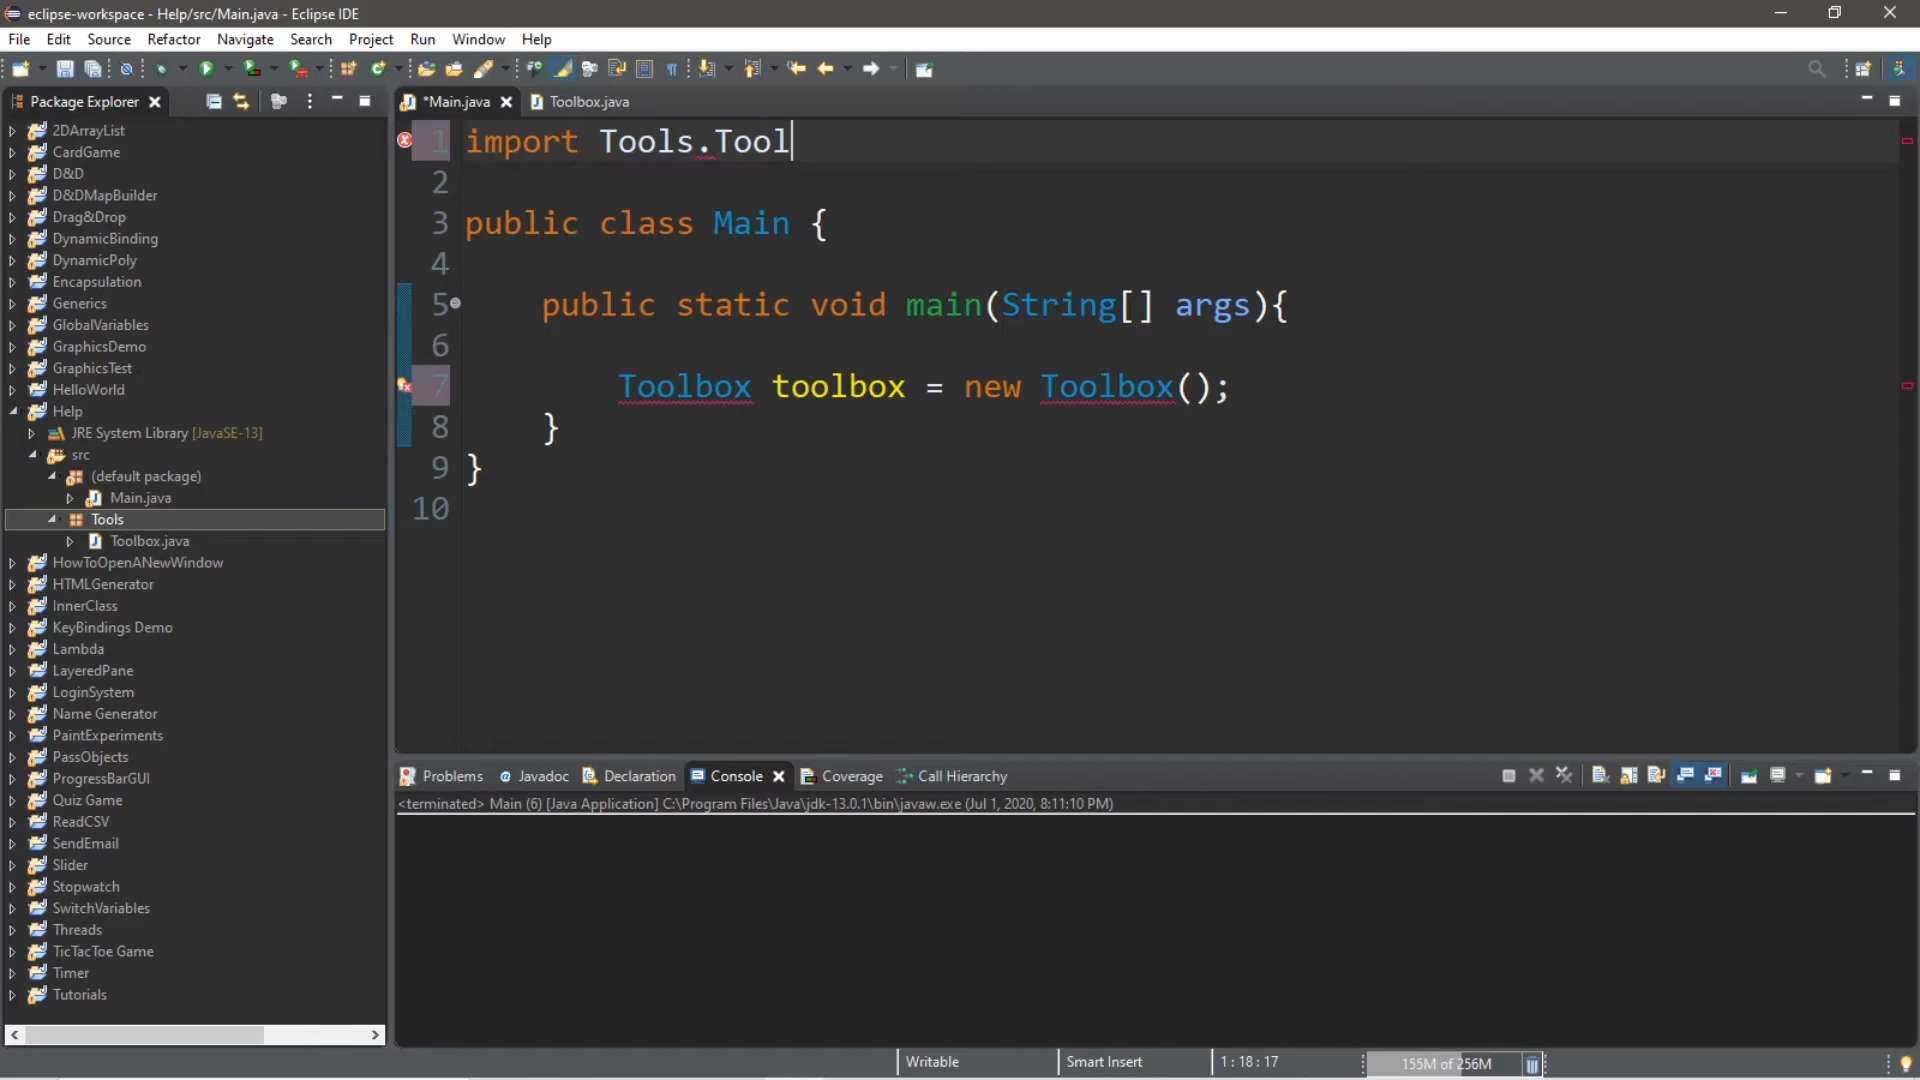 eclipse-workspace - Help/src/Main.java - Eclipse IDE
File Edit Source Refactor Navigate Search Project Run Window Help
Package Explorer
2DArrayList
CardGame
D&D
D&DMapBuilder
Drag&Drop
DynamicBinding
DynamicPoly
Encapsulation
Generics
GlobalVariables
GraphicsDemo
GraphicsTest
HelloWorld
Help
JRE System Library [JavaSE-13]
src
(default package)
Main.java
Tools
Toolbox.java
HowToOpenANewWindow
HTMLGenerator
InnerClass
KeyBindings Demo
Lambda
LayeredPane
LoginSystem
Name Generator
PaintExperiments
PassObjects
ProgressBarGUI
Quiz Game
ReadCSV
SendEmail
Slider
Stopwatch
SwitchVariables
Threads
TicTacToe Game
Timer
Tutorials
*Main.java Toolbox.java
1 import Tools.Tool
2
3 public class Main {
4
5 public static void main(String[] args){
6
7 Toolbox toolbox = new Toolbox();
8 }
9 }
10
Problems Javadoc Declaration Console Coverage Call Hierarchy
<terminated> Main (6) [Java Application] C:\Program Files\Java\jdk-13.0.1\bin\javaw.exe (Jul 1, 2020, 8:11:10 PM)
Writable Smart Insert 1 : 18 : 17 155M of 256M